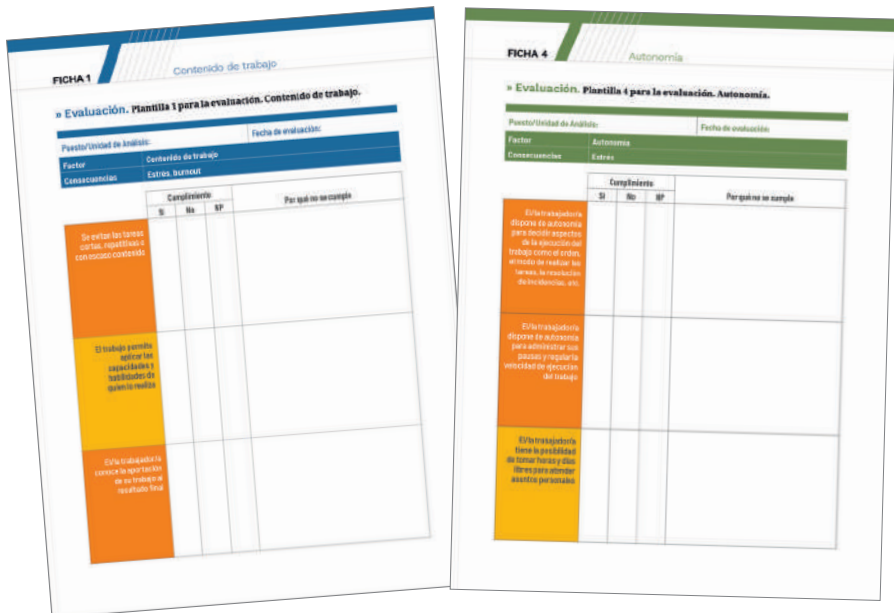 FICHA 1
Contenido de trabajo
» Evaluación. Plantilla 1 para la evaluación. Contenido de trabajo.
Puesto/Unidad de Análisis:
Fecha de evaluación:
Factor
Contenido de trabajo
Consecuencias
Estrés, burnout
Cumplimiento
Por qué no se cumple
Si
No
NP
Se evitan las tareas
cortas, repetitivas o
con escaso contenido
El trabajo permite
aplicar las
capacidades y
habilidades de
quien lo realiza
El/la trabajador/a
conoce la aportación
de su trabajo al
resultado final
FICHA 4
Autonomía
» Evaluación. Plantilla 4 para la evaluación. Autonomía.
Puesto/Unidad de Análisis:
Fecha de evaluación:
Factor
Autonomía
Consecuencias
Estrés
Cumplimiento
Por qué no se cumple
Si
No
NP
El/la trabajador/a
dispone de autonomía
para decidir aspectos
de la ejecución del
trabajo como el orden,
el modo de realizar las
tareas, la resolución
de incidencias, etc.
El/la trabajador/a
dispone de autonomía
para administrar sus
pausas y regular la
velocidad de ejecución
del trabajo
El/la trabajador/a
tiene la posibilidad
de tomar horas y días
libres para atender
asuntos personales